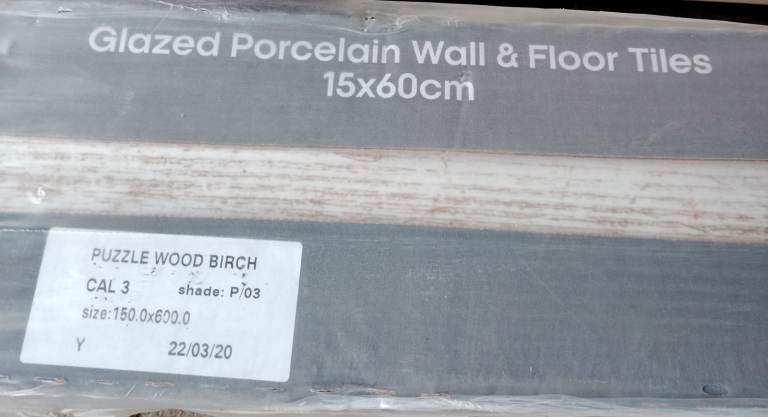 Glazed Porcelain Wall & Floor Tiles
15x60cm
PUZZLE WOOD BIRCH
CAL 3 shade: P/03
size:150.0x600.0
Y 22/03/20